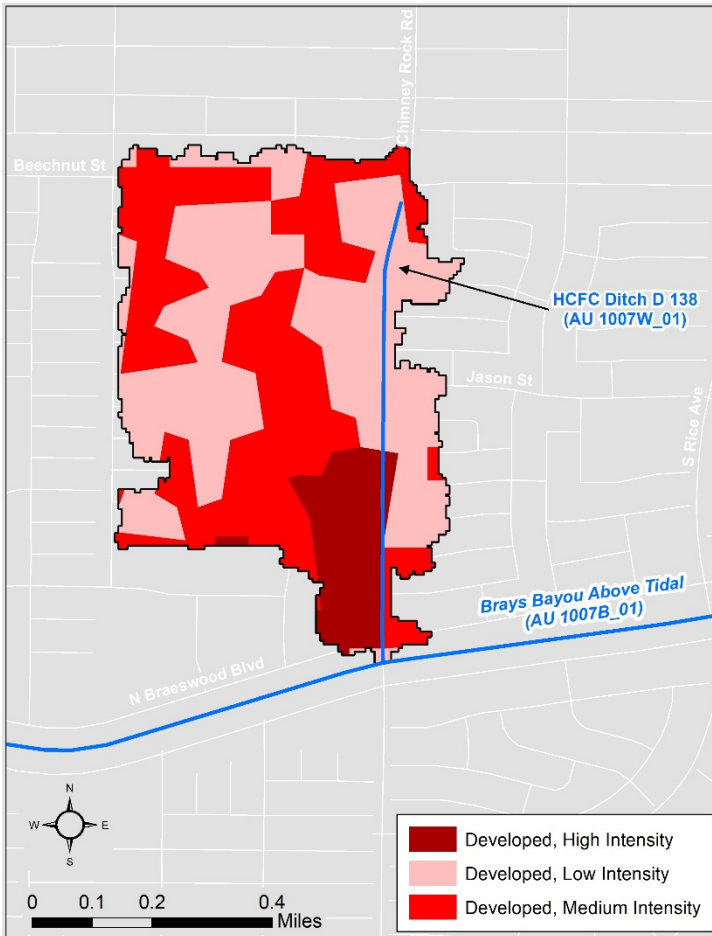 Chimney Rock Rd
Beechnut St
HCFC Ditch D 138
(AU 1007W_01)
Jason St
S Rice Ave
Brays Bayou Above Tidal
(AU 1007B_01)
N Braeswood Blvd
N
W E
S
0 0.1 0.2 0.4
Miles
Developed, High Intensity
Developed, Low Intensity
Developed, Medium Intensity